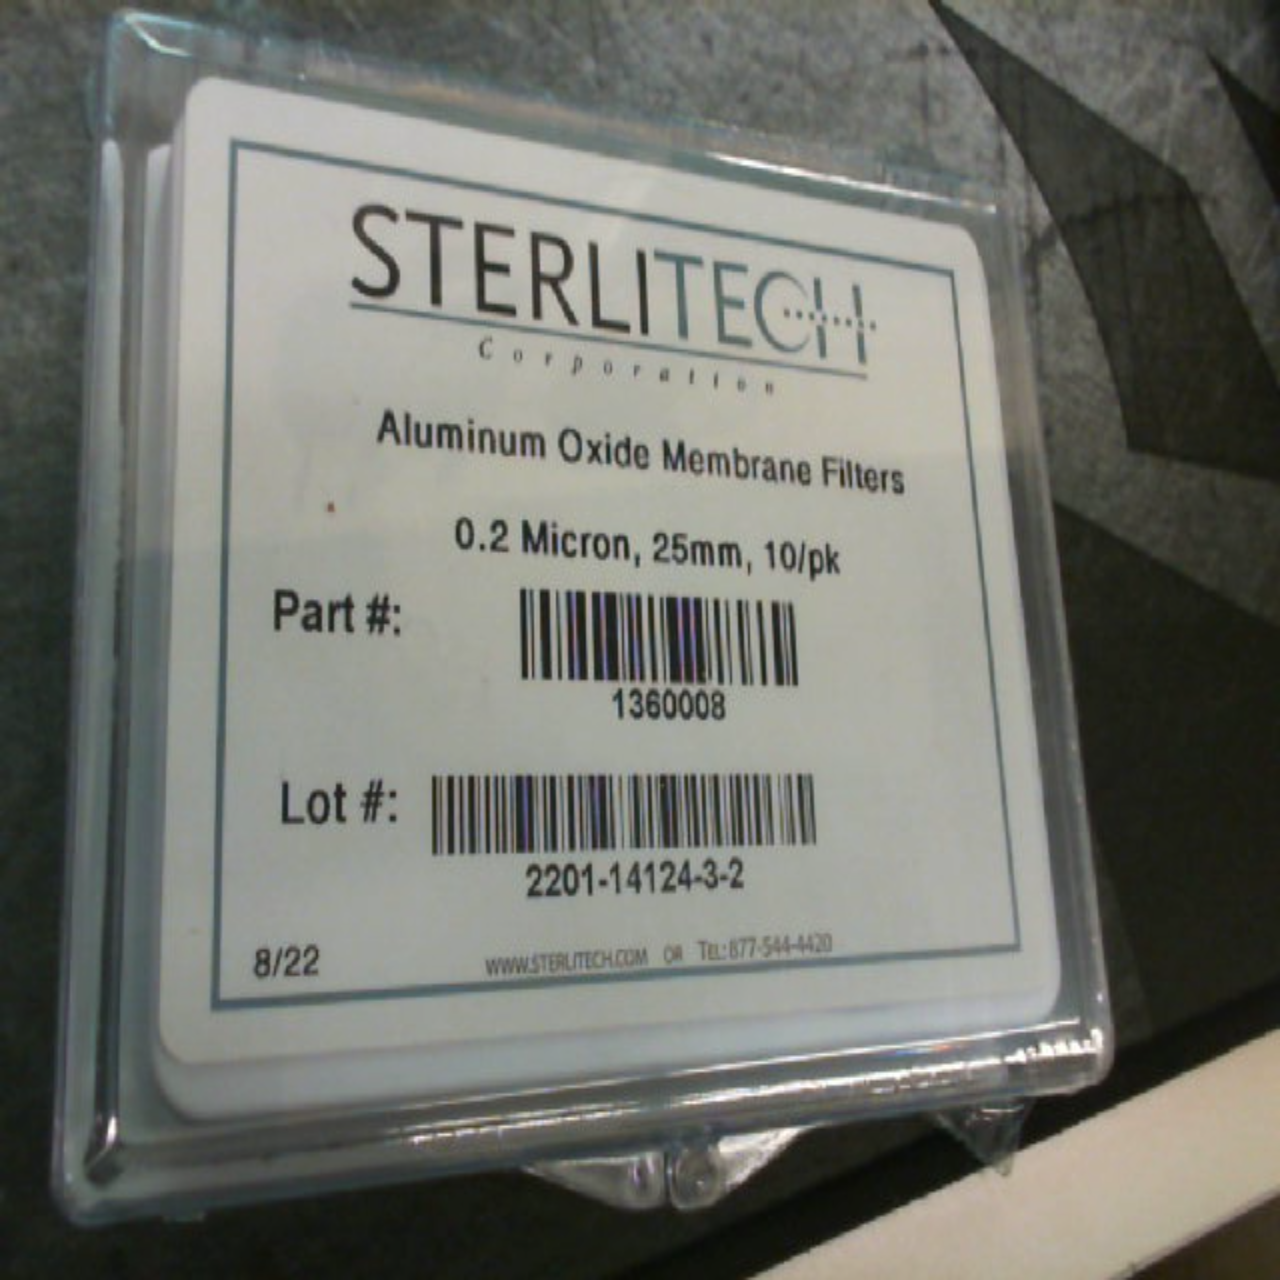 STERLITECH
Corporation
Aluminum Oxide Membrane Filters
0.2 Micron, 25mm, 10/pk
Part #:
1360008
Lot #:
2201-14124-3-2
8/22
WWW.STERLITECH.COM OR TEL: 877-544-4420